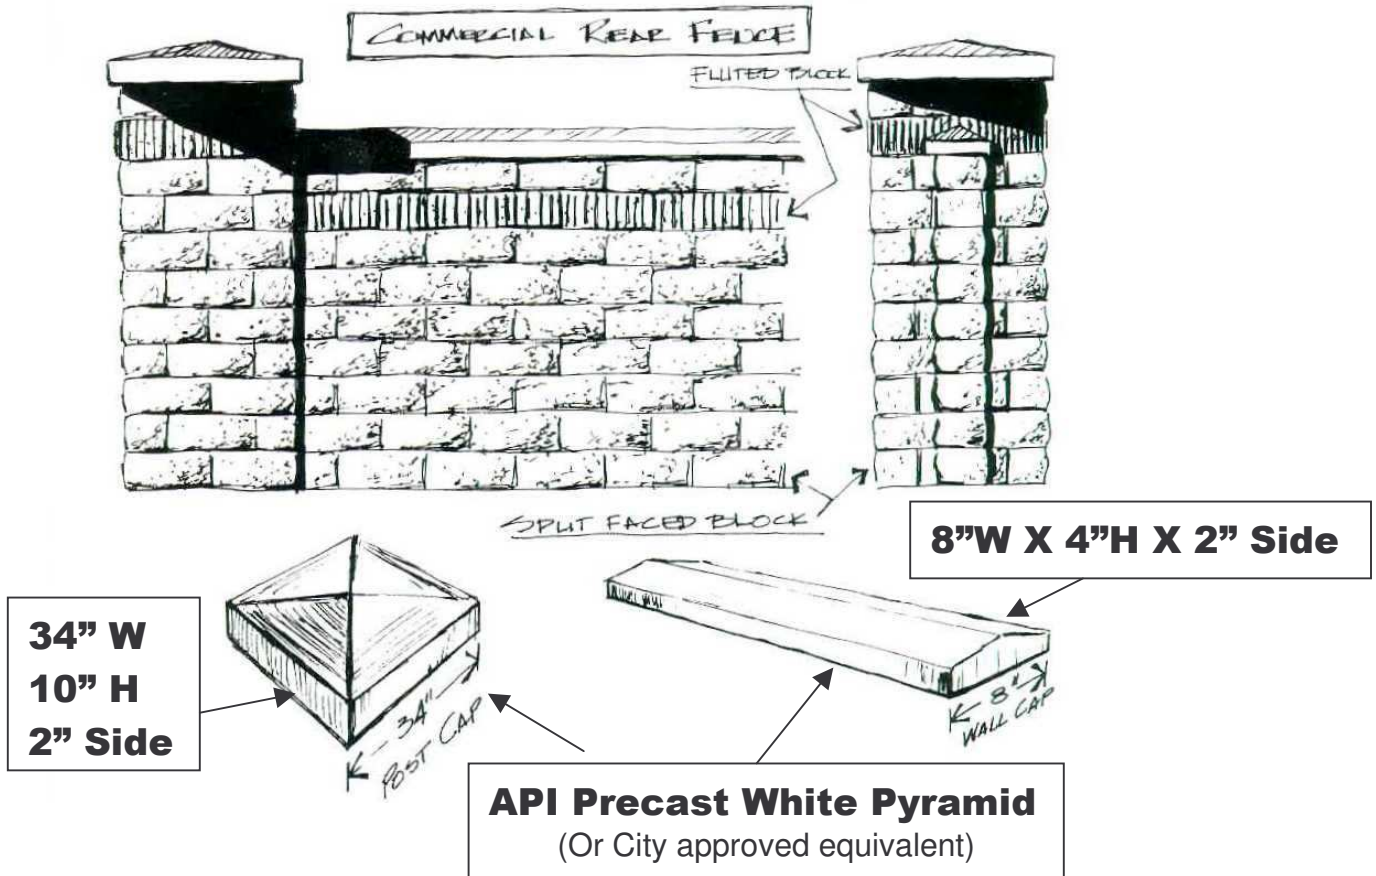 COMMERCIAL REAR FENCE
FLUTED BLOCK
SPLIT FACED BLOCK
8”W X 4”H X 2” Side
34” W
10” H
2” Side
34"
POST CAP
8"
WALL CAP
API Precast White Pyramid
(Or City approved equivalent)